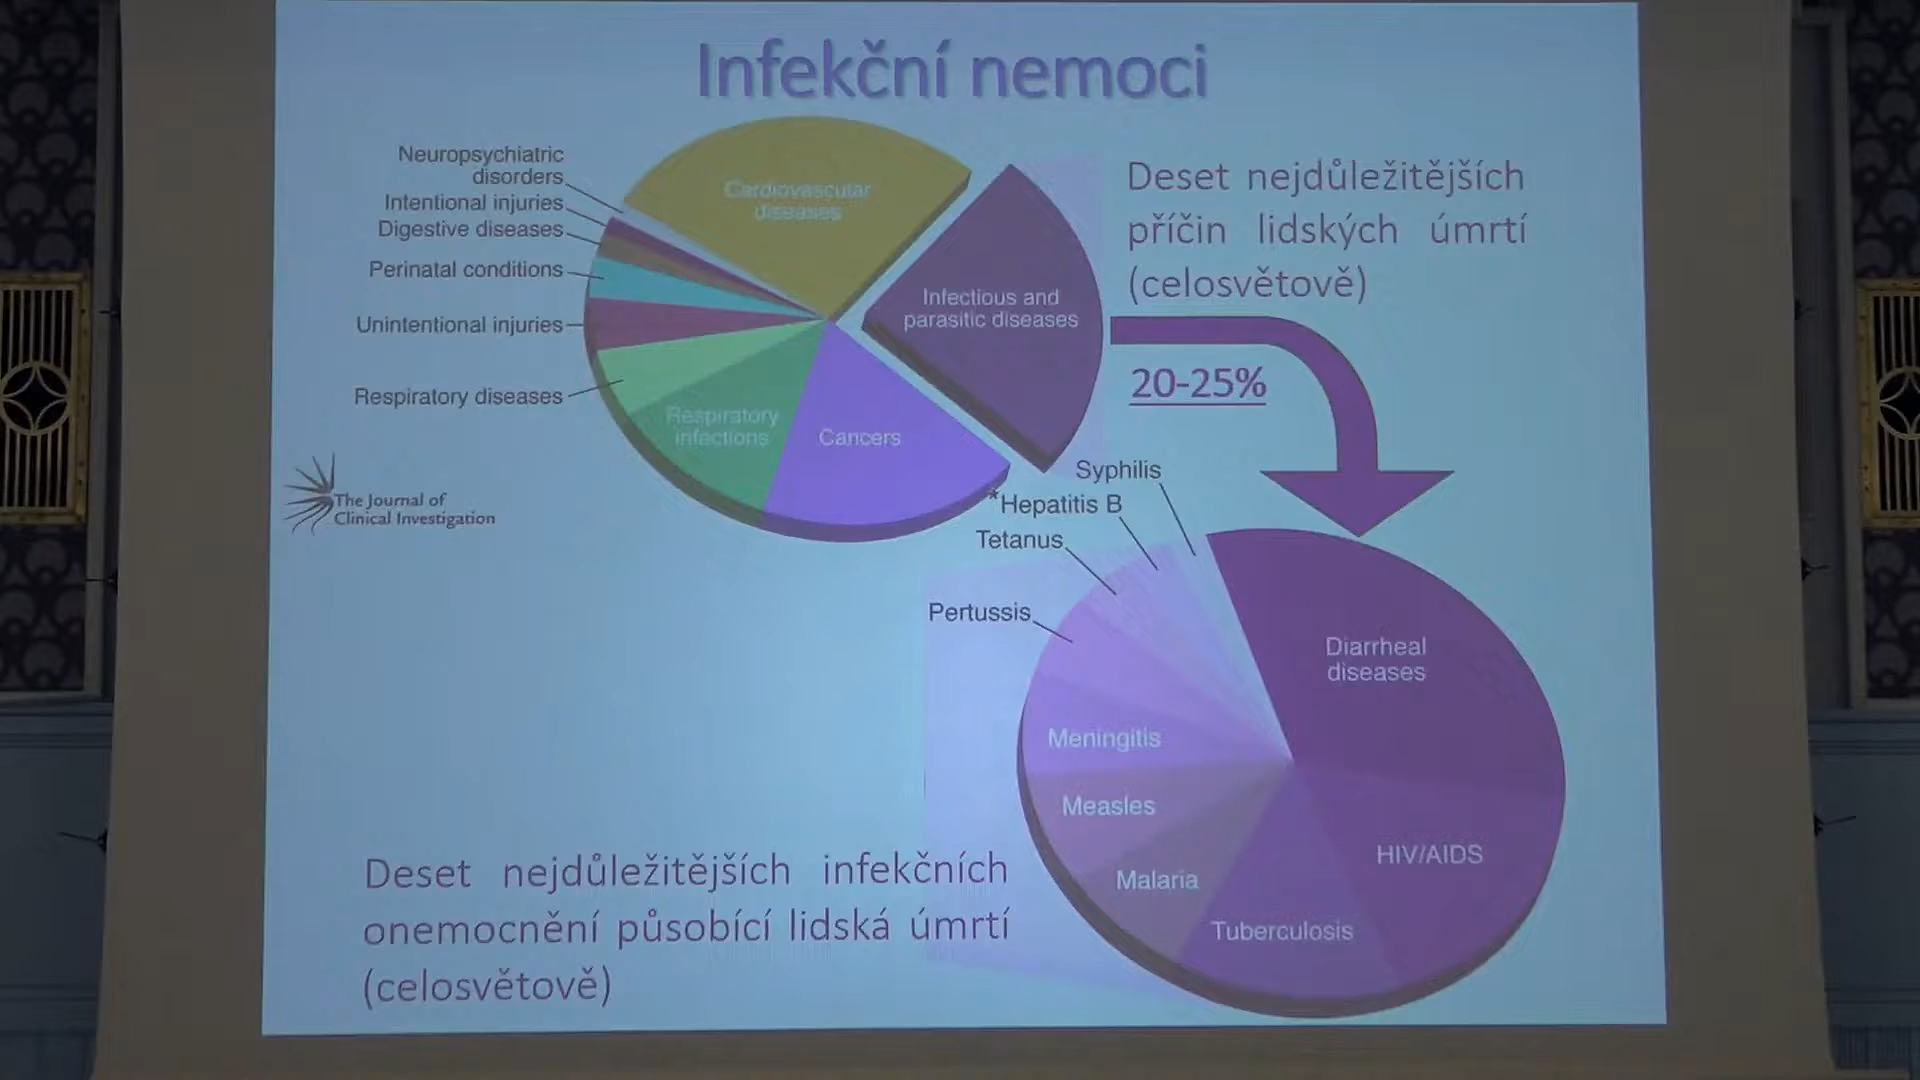 Infekční nemoci
Neuropsychiatric
disorders
Intentional injuries
Digestive diseases
Perinatal conditions
Unintentional injuries
Respiratory diseases
Cardiovascular
diseases
Infectious and
parasitic diseases
Respiratory
infections
Cancers
The Journal of
Clinical Investigation
Deset nejdůležitějších
příčin lidských úmrtí
(celosvětově)
20-25%
Syphilis
*Hepatitis B
Tetanus
Pertussis
Meningitis
Measles
Malaria
Tuberculosis
HIV/AIDS
Diarrheal
diseases
Deset nejdůležitějších infekčních
onemocnění působící lidská úmrtí
(celosvětově)